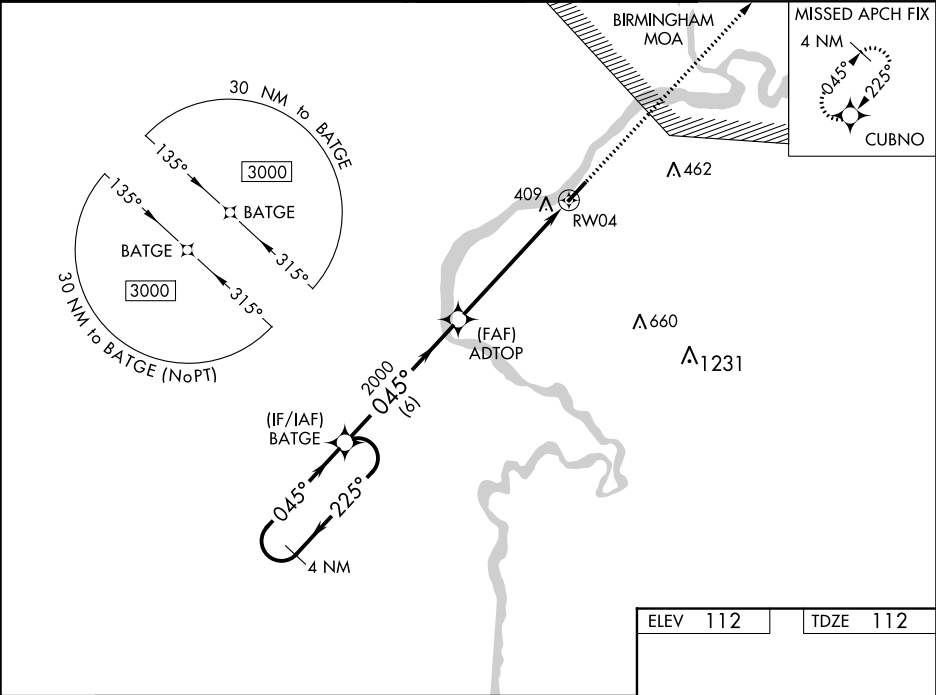 BIRMINGHAM
MOA
MISSED APCH FIX
4 NM
045°
225°
CUBNO
30 NM to BATGE
135°
3000
BATGE
315°
135°
BATGE
3000
315°
30 NM to BATGE (NoPT)
462
409
RW04
660
1231
(FAF)
ADTOP
2000
045°
(6)
(IF/IAF)
BATGE
045°
225°
4 NM
ELEV 112
TDZE 112